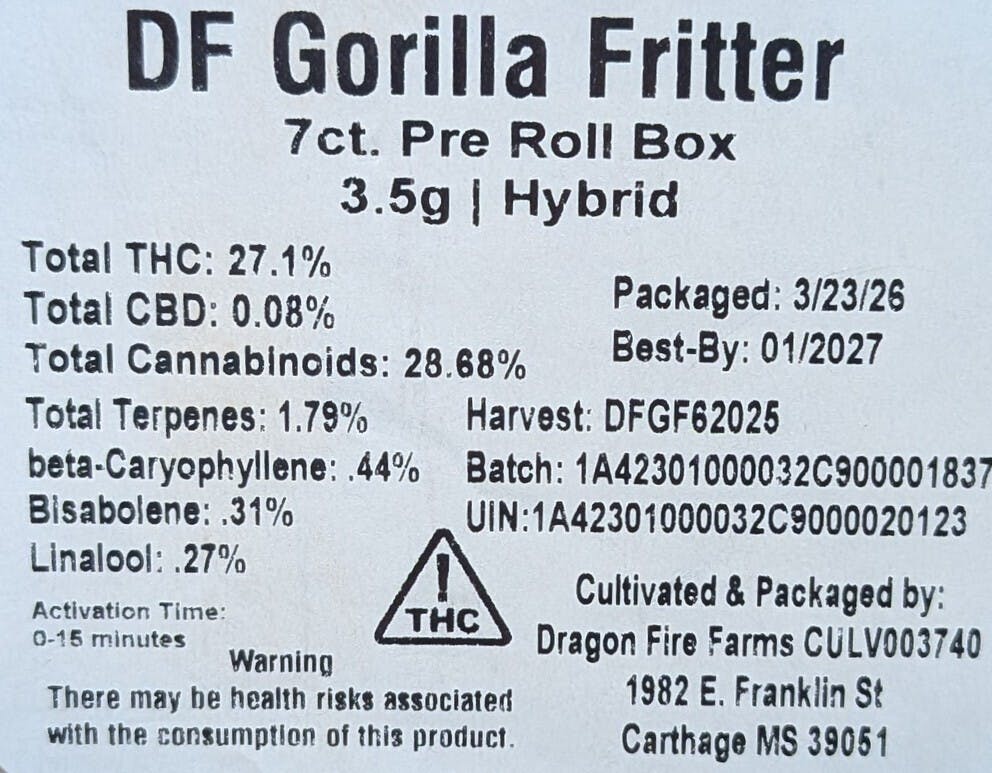 DF Gorilla Fritter
7ct. Pre Roll Box
3.5g | Hybrid
Total THC: 27.1%
Total CBD: 0.08%
Total Cannabinoids: 28.68%
Total Terpenes: 1.79%
beta-Caryophyllene: .44%
Bisabolene: .31%
Linalool: .27%
Activation Time:
0-15 minutes
Packaged: 3/23/26
Best-By: 01/2027
Harvest: DFGF62025
Batch: 1A42301000032C900001837
UIN:1A42301000032C9000020123
!
THC
Warning
There may be health risks associated
with the consumption of this product.
Cultivated & Packaged by:
Dragon Fire Farms CULV003740
1982 E. Franklin St
Carthage MS 39051